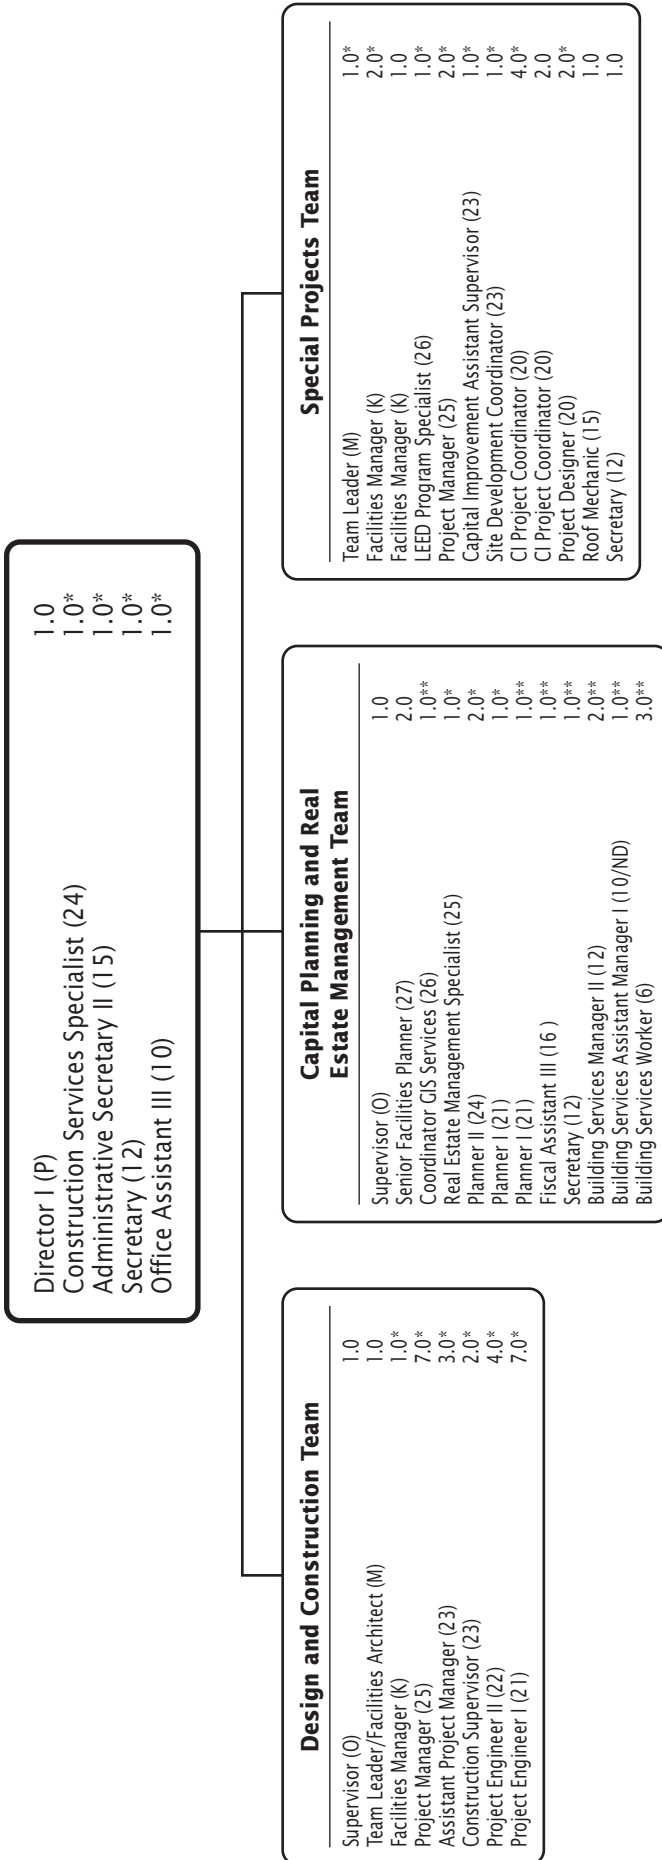 Director I (P) 1.0
Construction Services Specialist (24) 1.0*
Administrative Secretary II (15) 1.0*
Secretary (12) 1.0*
Office Assistant III (10) 1.0*
Design and Construction Team
Supervisor (O) 1.0
Team Leader/Facilities Architect (M) 1.0
Facilities Manager (K) 1.0*
Project Manager (25) 7.0*
Assistant Project Manager (23) 3.0*
Construction Supervisor (23) 2.0*
Project Engineer II (22) 4.0*
Project Engineer I (21) 7.0*
Capital Planning and Real
Estate Management Team
Supervisor (O) 1.0
Senior Facilities Planner (27) 2.0
Coordinator GIS Services (26) 1.0**
Real Estate Management Specialist (25) 1.0*
Planner II (24) 2.0*
Planner I (21) 1.0*
Planner I (21) 1.0**
Fiscal Assistant III (16 ) 1.0**
Secretary (12) 1.0**
Building Services Manager II (12) 2.0**
Building Services Assistant Manager I (10/ND) 1.0**
Building Services Worker (6) 3.0**
Special Projects Team
Team Leader (M) 1.0*
Facilities Manager (K) 2.0*
Facilities Manager (K) 1.0
LEED Program Specialist (26) 1.0*
Project Manager (25) 2.0*
Capital Improvement Assistant Supervisor (23) 1.0*
Site Development Coordinator (23) 1.0*
CI Project Coordinator (20) 4.0*
CI Project Coordinator (20) 2.0
Project Designer (20) 2.0*
Roof Mechanic (15) 1.0
Secretary (12) 1.0